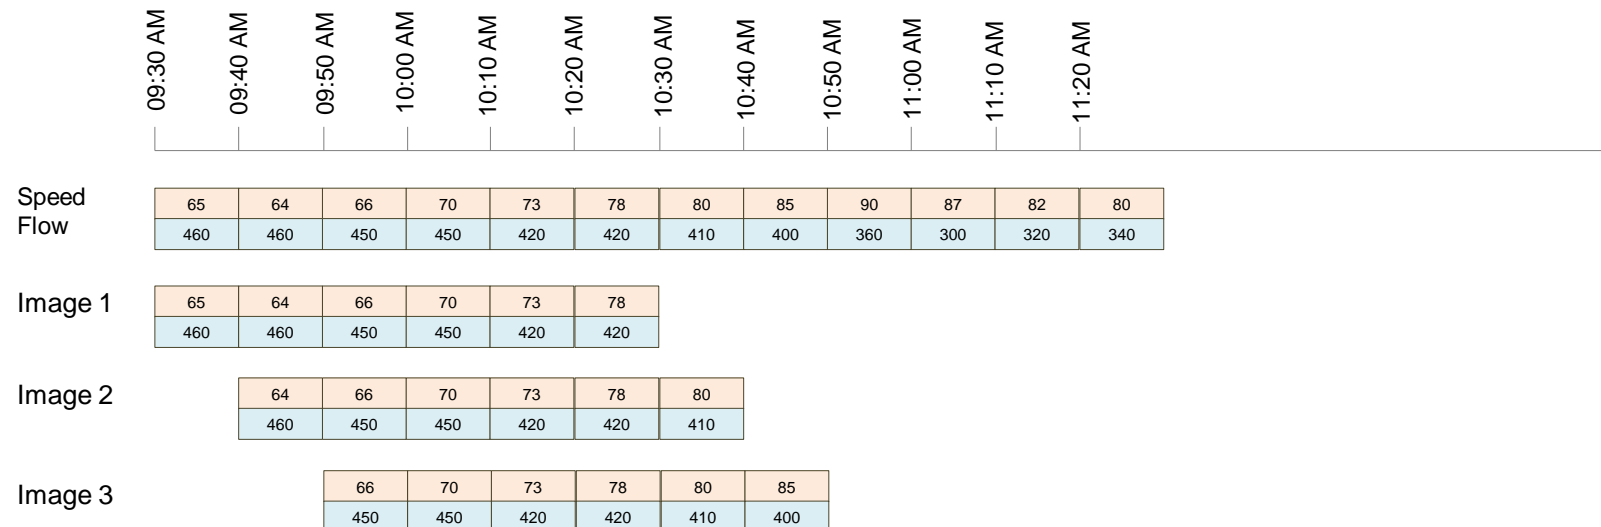 09:30 AM 09:40 AM 09:50 AM 10:00 AM 10:10 AM 10:20 AM 10:30 AM 10:40 AM 10:50 AM 11:00 AM 11:10 AM 11:20 AM
Speed 65 64 66 70 73 78 80 85 90 87 82 80
Flow 460 460 450 450 420 420 410 400 360 300 320 340
Image 1 65 64 66 70 73 78
460 460 450 450 420 420
Image 2 64 66 70 73 78 80
460 450 450 420 420 410
Image 3 66 70 73 78 80 85
450 450 420 420 410 400